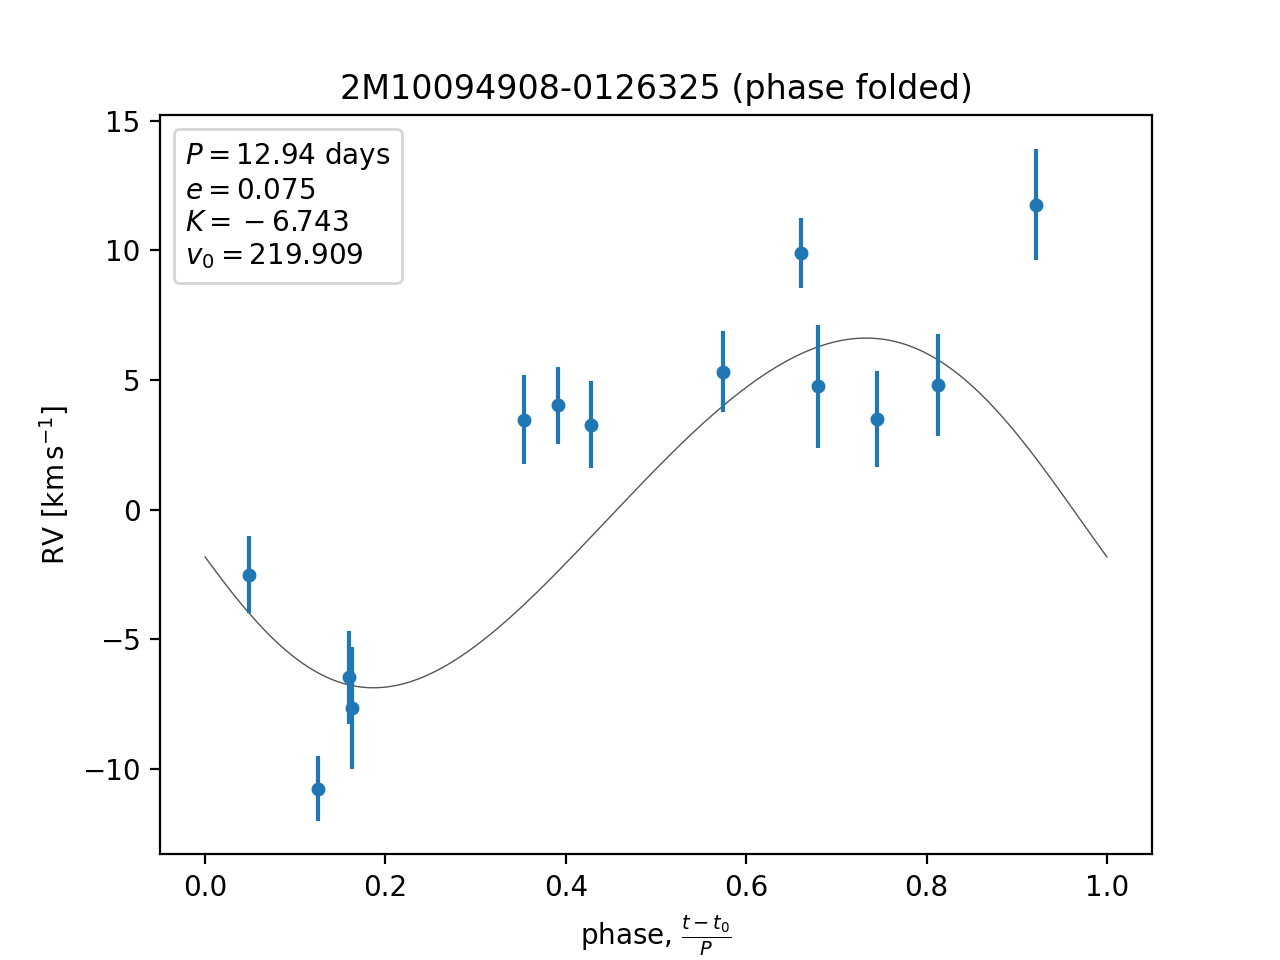 2M10094908-0126325 (phase folded)
P = 12.94 days
e = 0.075
K = −6.743
v₀ = 219.909
15
10
5
0
−5
−10
RV [km s⁻¹]
0.0 0.2 0.4 0.6 0.8 1.0
phase, (t − t₀)/P